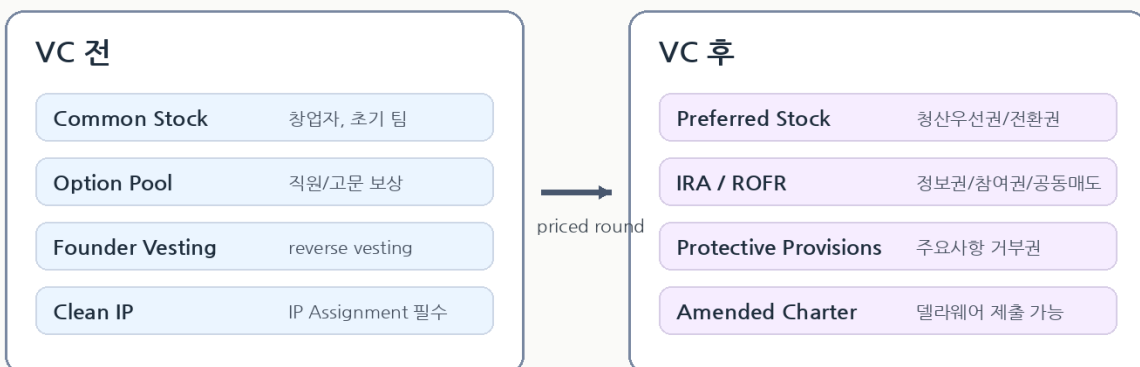 VC 전
Common Stock 창업자, 초기 팀
Option Pool 직원/고문 보상
Founder Vesting reverse vesting
Clean IP IP Assignment 필수
priced round
VC 후
Preferred Stock 청산우선권/전환권
IRA / ROFR 정보권/참여권/공동매도
Protective Provisions 주요사항 거부권
Amended Charter 델라웨어 제출 가능